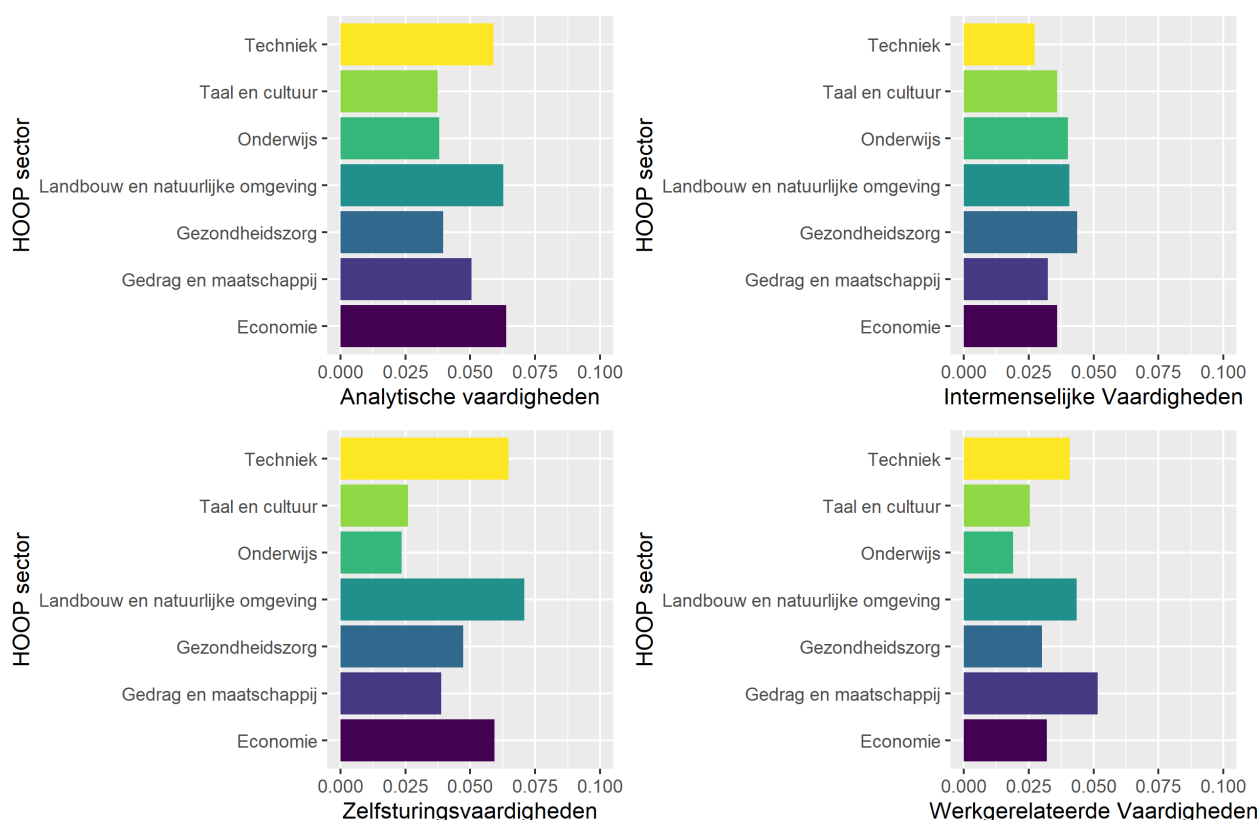 HOOP sector
Techniek
Taal en cultuur
Onderwijs
Landbouw en natuurlijke omgeving
Gezondheidszorg
Gedrag en maatschappij
Economie
0.000 0.025 0.050 0.075 0.100
Analytische vaardigheden
HOOP sector
Techniek
Taal en cultuur
Onderwijs
Landbouw en natuurlijke omgeving
Gezondheidszorg
Gedrag en maatschappij
Economie
0.000 0.025 0.050 0.075 0.100
Intermenselijke Vaardigheden
HOOP sector
Techniek
Taal en cultuur
Onderwijs
Landbouw en natuurlijke omgeving
Gezondheidszorg
Gedrag en maatschappij
Economie
0.000 0.025 0.050 0.075 0.100
Zelfsturingsvaardigheden
HOOP sector
Techniek
Taal en cultuur
Onderwijs
Landbouw en natuurlijke omgeving
Gezondheidszorg
Gedrag en maatschappij
Economie
0.000 0.025 0.050 0.075 0.100
Werkgerelateerde Vaardigheden